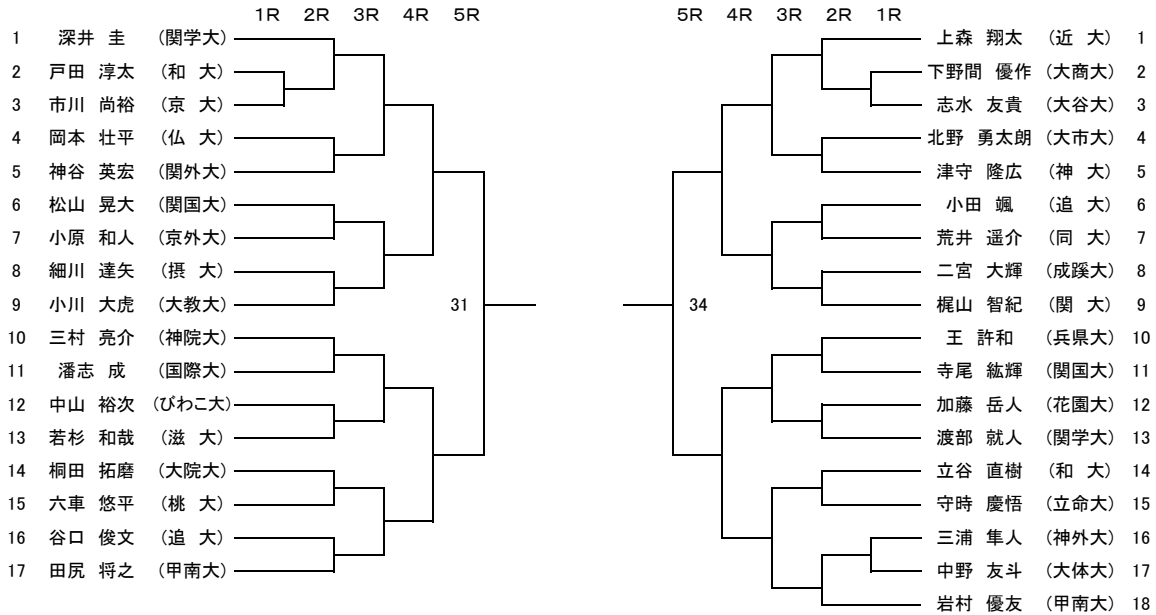 1R 2R 3R 4R 5R
1 深井 圭 (関学大)
2 戸田 淳太 (和 大)
3 市川 尚裕 (京 大)
4 岡本 壮平 (仏 大)
5 神谷 英宏 (関外大)
6 松山 晃大 (関国大)
7 小原 和人 (京外大)
8 細川 達矢 (摂 大)
9 小川 大虎 (大教大)
31
10 三村 亮介 (神院大)
11 潘志 成 (国際大)
12 中山 裕次 (びわこ大)
13 若杉 和哉 (滋 大)
14 桐田 拓磨 (大院大)
15 六車 悠平 (桃 大)
16 谷口 俊文 (追 大)
17 田尻 将之 (甲南大)
5R 4R 3R 2R 1R
上森 翔太 (近 大) 1
下野間 優作 (大商大) 2
志水 友貴 (大谷大) 3
北野 勇太朗 (大市大) 4
津守 隆広 (神 大) 5
小田 颯 (追 大) 6
荒井 遥介 (同 大) 7
二宮 大輝 (成蹊大) 8
34
梶山 智紀 (関 大) 9
王 許和 (兵県大) 10
寺尾 紘輝 (関国大) 11
加藤 岳人 (花園大) 12
渡部 就人 (関学大) 13
立谷 直樹 (和 大) 14
守時 慶悟 (立命大) 15
三浦 隼人 (神外大) 16
中野 友斗 (大体大) 17
岩村 優友 (甲南大) 18